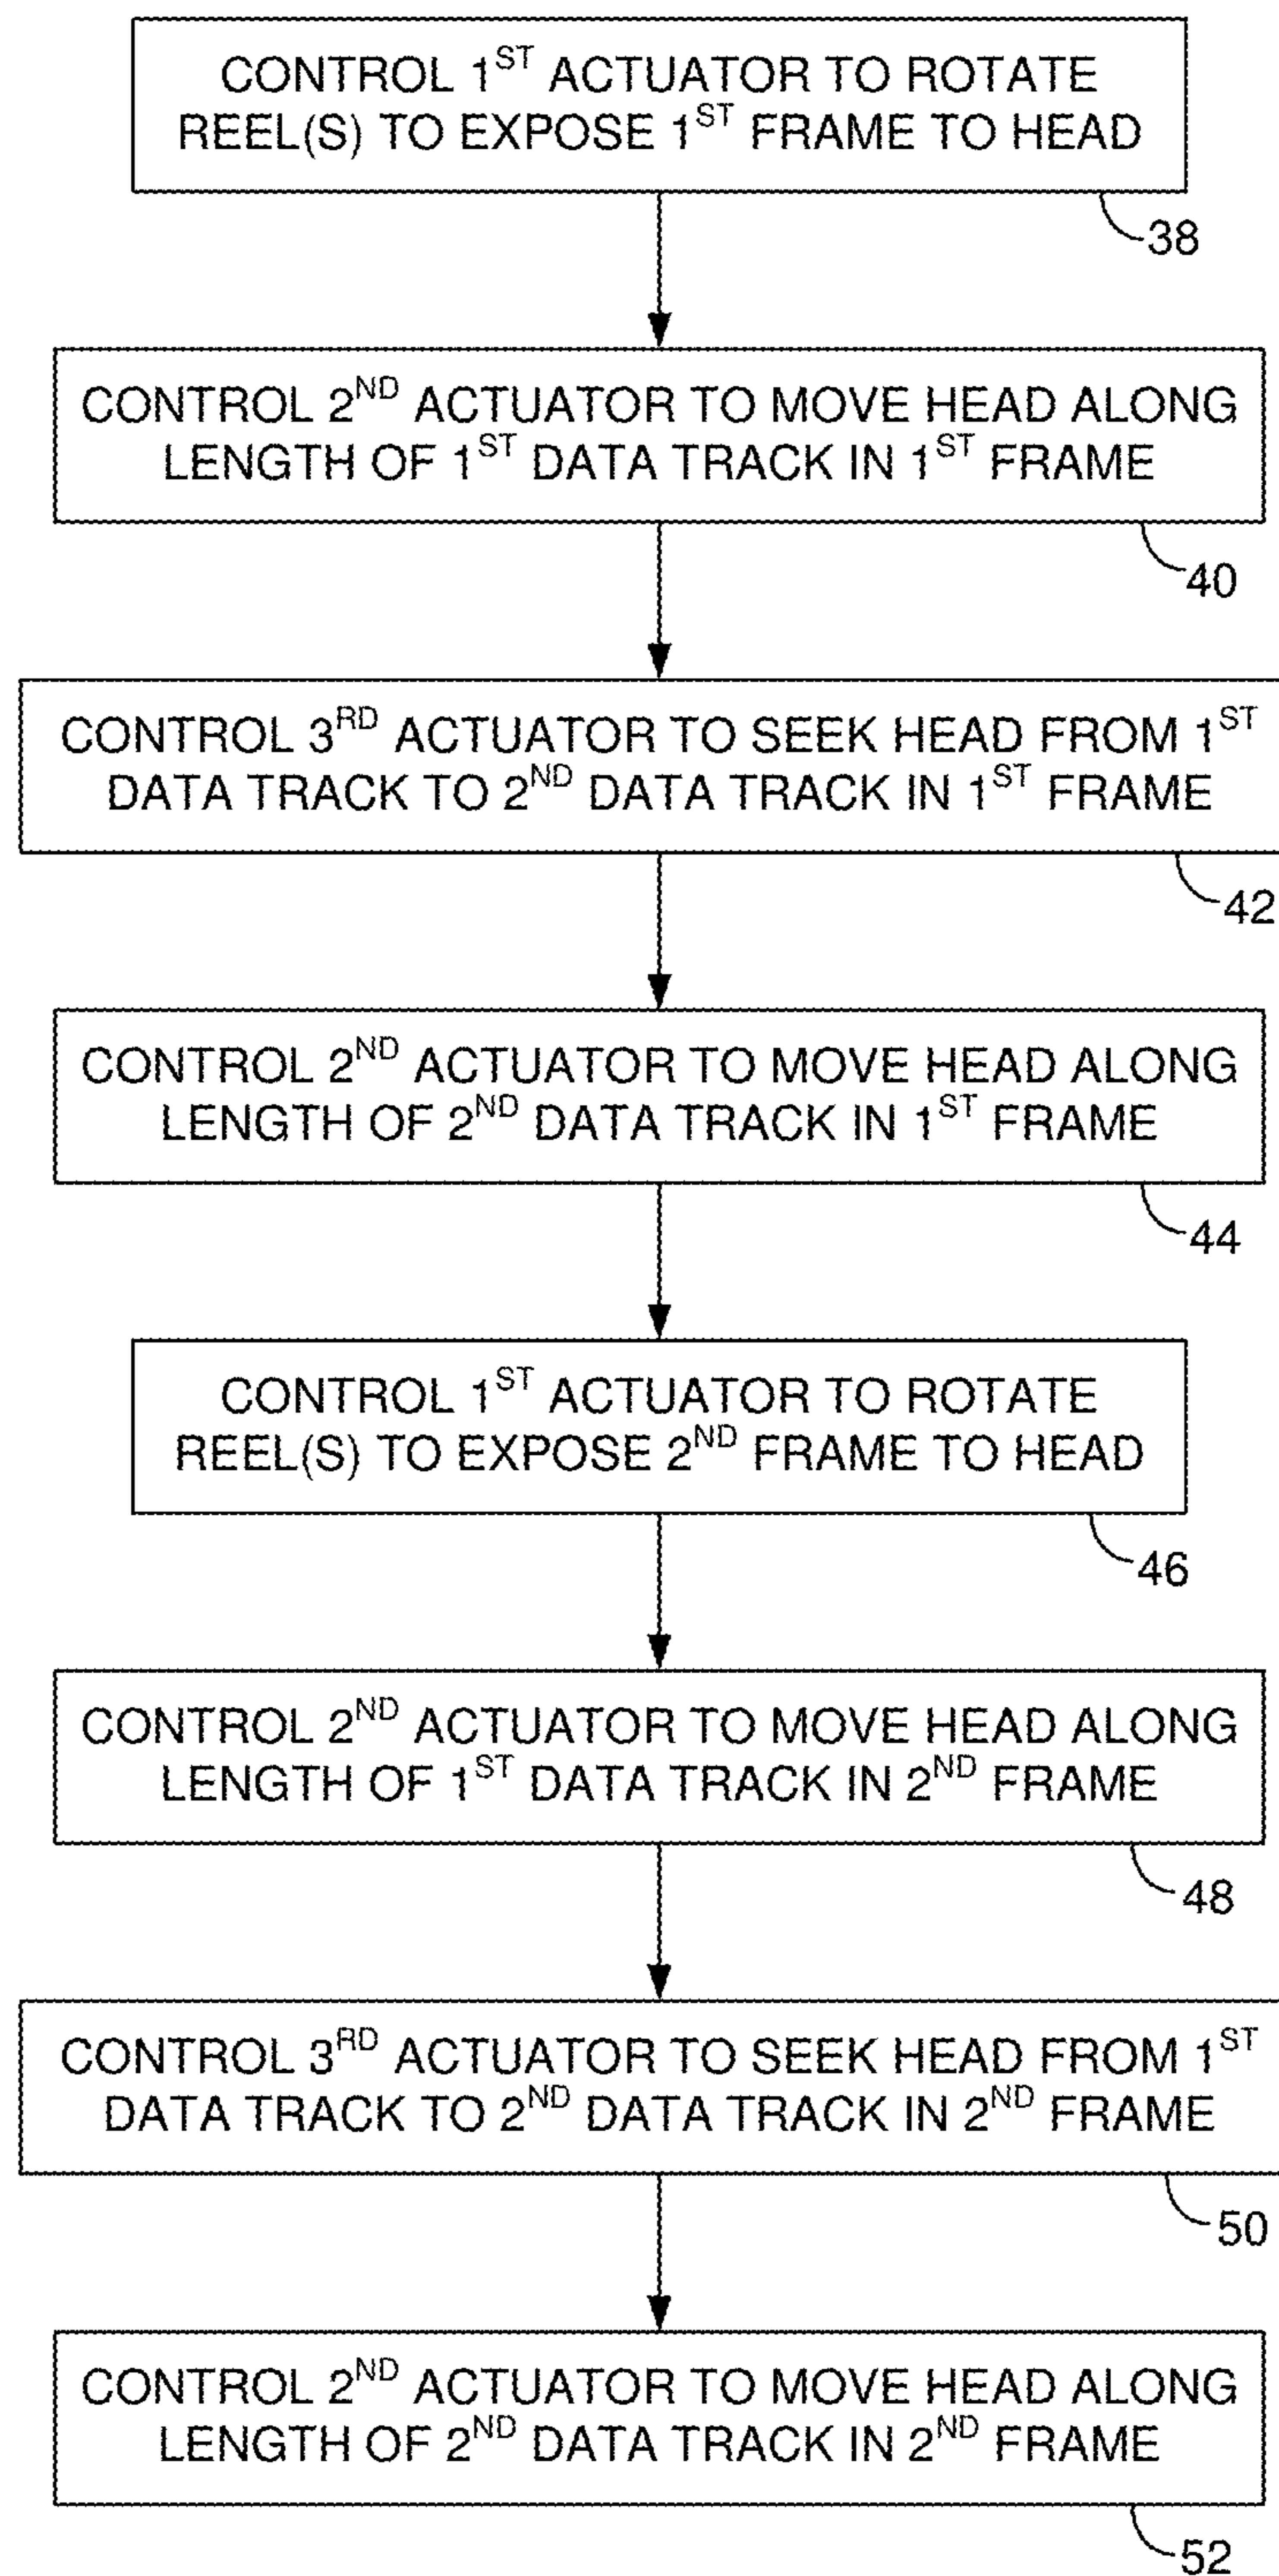 CONTROL 1ST ACTUATOR TO ROTATE
REEL(S) TO EXPOSE 1ST FRAME TO HEAD
38
CONTROL 2ND ACTUATOR TO MOVE HEAD ALONG
LENGTH OF 1ST DATA TRACK IN 1ST FRAME
40
CONTROL 3RD ACTUATOR TO SEEK HEAD FROM 1ST
DATA TRACK TO 2ND DATA TRACK IN 1ST FRAME
42
CONTROL 2ND ACTUATOR TO MOVE HEAD ALONG
LENGTH OF 2ND DATA TRACK IN 1ST FRAME
44
CONTROL 1ST ACTUATOR TO ROTATE
REEL(S) TO EXPOSE 2ND FRAME TO HEAD
46
CONTROL 2ND ACTUATOR TO MOVE HEAD ALONG
LENGTH OF 1ST DATA TRACK IN 2ND FRAME
48
CONTROL 3RD ACTUATOR TO SEEK HEAD FROM 1ST
DATA TRACK TO 2ND DATA TRACK IN 2ND FRAME
50
CONTROL 2ND ACTUATOR TO MOVE HEAD ALONG
LENGTH OF 2ND DATA TRACK IN 2ND FRAME
52